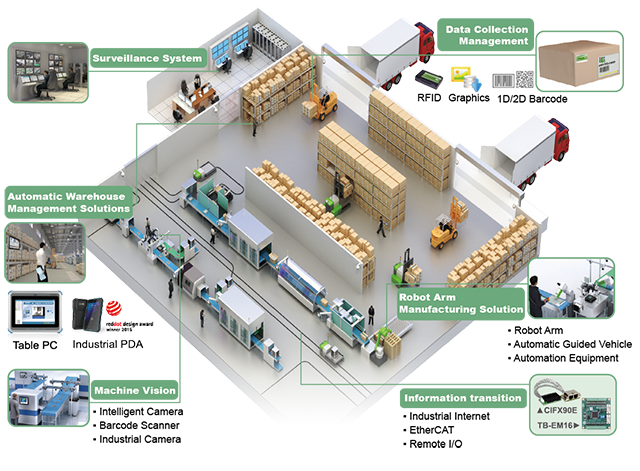 Surveillance System
Data Collection
Management
RFID
Graphics
1D/2D Barcode
Automatic Warehouse
Management Solutions
Table PC
Industrial PDA
reddot design award
winner 2015
Robot Arm
Manufacturing Solution
• Robot Arm
• Automatic Guided Vehicle
• Automation Equipment
Machine Vision
• Intelligent Camera
• Barcode Scanner
• Industrial Camera
Information transition
• Industrial Internet
• EtherCAT
• Remote I/O
▲CIFX90E
TB-EM16▶